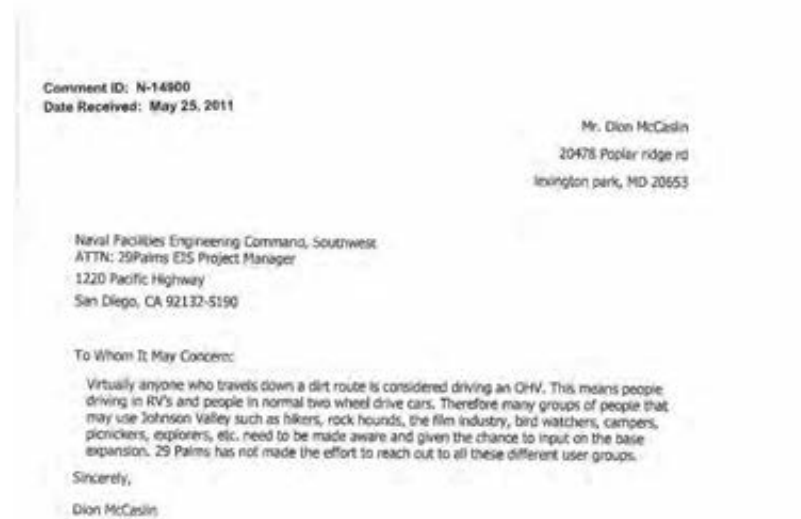 Comment ID: N-14900
Date Received: May 25, 2011
Mr. Dion McCaslin
20478 Poplar ridge rd
lexington park, MD 20653
Naval Facilities Engineering Command, Southwest
ATTN: 29Palms EIS Project Manager
1220 Pacific Highway
San Diego, CA 92132-5190
To Whom It May Concern:
Virtually anyone who travels down a dirt route is considered driving an OHV. This means people
driving in RV's and people in normal two wheel drive cars. Therefore many groups of people that
may use Johnson Valley such as hikers, rock hounds, the film industry, bird watchers, campers,
picnickers, explorers, etc. need to be made aware and given the chance to input on the base
expansion. 29 Palms has not made the effort to reach out to all these different user groups.
Sincerely,
Dion McCaslin